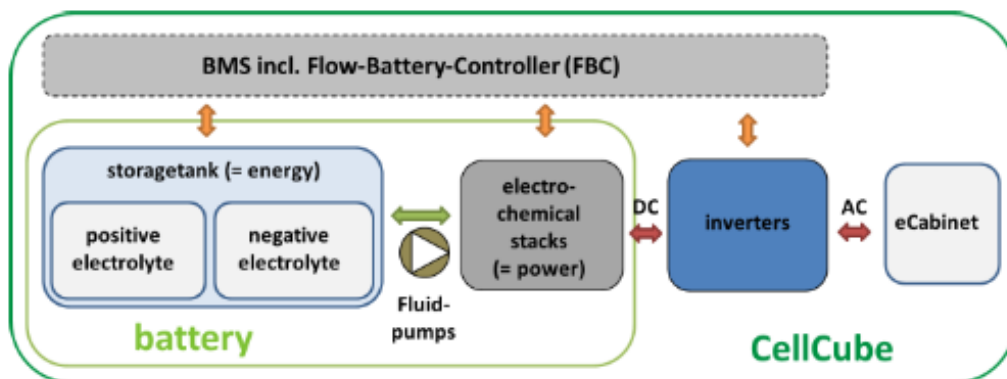 BMS incl. Flow-Battery-Controller (FBC)
storagetank (= energy)
positive
electrolyte
negative
electrolyte
Fluid-
pumps
electro-
chemical
stacks
(= power)
DC
inverters
AC
eCabinet
battery
CellCube